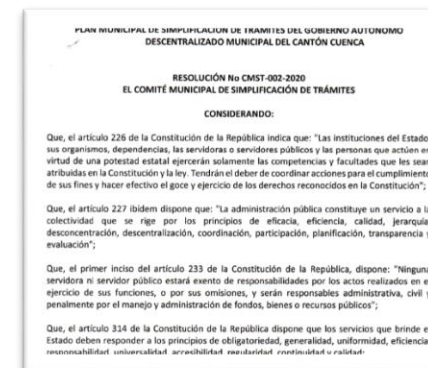 PLAN MUNICIPAL DE SIMPLIFICACIÓN DE TRÁMITES DEL GOBIERNO AUTÓNOMO
DESCENTRALIZADO MUNICIPAL DEL CANTÓN CUENCA
RESOLUCIÓN No CMST-002-2020
EL COMITÉ MUNICIPAL DE SIMPLIFICACIÓN DE TRÁMITES
CONSIDERANDO:
Que, el artículo 226 de la Constitución de la República indica que: "Las instituciones del Estado
sus organismos, dependencias, las servidoras o servidores públicos y las personas que actúen e
virtud de una potestad estatal ejercerán solamente las competencias y facultades que les sea
atribuidas en la Constitución y la ley. Tendrán el deber de coordinar acciones para el cumplimient
de sus fines y hacer efectivo el goce y ejercicio de los derechos reconocidos en la Constitución";
Que, el artículo 227 ibidem dispone que: "La administración pública constituye un servicio a l
colectividad que se rige por los principios de eficacia, eficiencia, calidad, jerarquía
desconcentración, descentralización, coordinación, participación, planificación, transparencia
evaluación";
Que, el primer inciso del artículo 233 de la Constitución de la República, dispone: "Ninguna
servidora ni servidor público estará exento de responsabilidades por los actos realizados en e
ejercicio de sus funciones, o por sus omisiones, y serán responsables administrativa, civil
penalmente por el manejo y administración de fondos, bienes o recursos públicos";
Que, el artículo 314 de la Constitución de la República dispone que los servicios que brinde e
Estado deben responder a los principios de obligatoriedad, generalidad, uniformidad, eficiencia
responsabilidad universalidad accesibilidad regularidad continuidad y calidad;